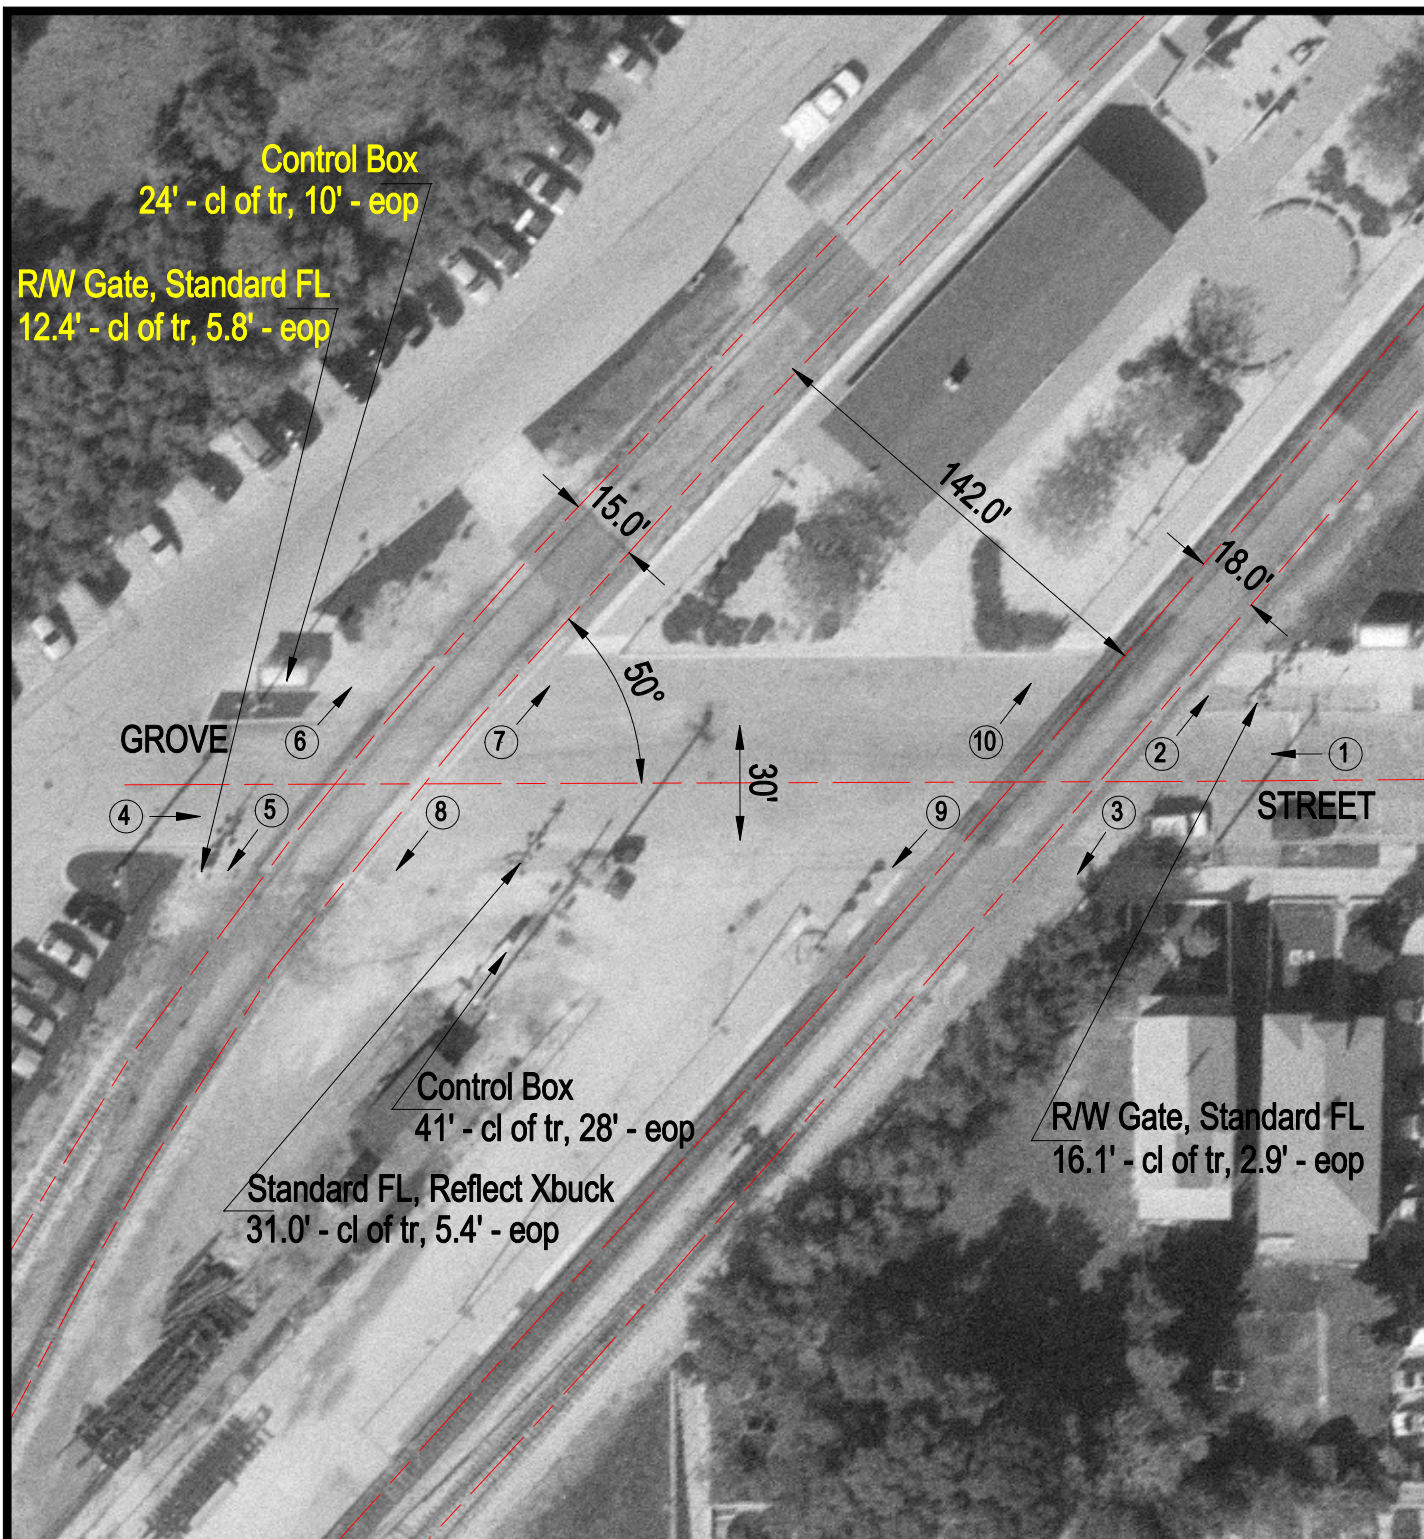 Control Box
24' - cl of tr, 10' - eop
R/W Gate, Standard FL
12.4' - cl of tr, 5.8' - eop
15.0'
142.0'
18.0'
50°
GROVE
6
7
10
2
1
30'
STREET
4
5
8
9
3
Control Box
41' - cl of tr, 28' - eop
R/W Gate, Standard FL
16.1' - cl of tr, 2.9' - eop
Standard FL, Reflect Xbuck
31.0' - cl of tr, 5.4' - eop